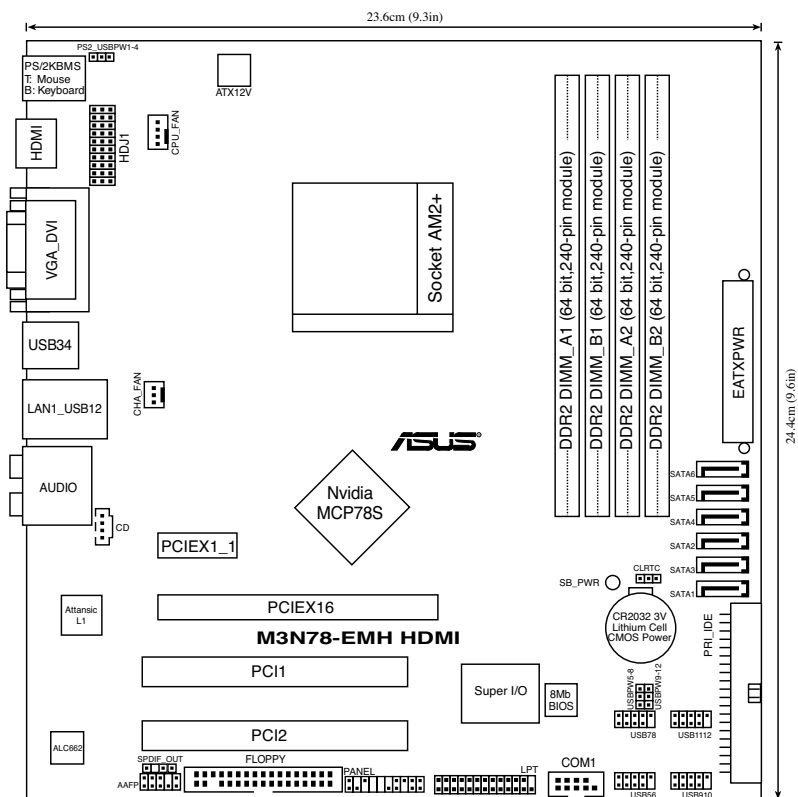 23.6cm (9.3in)
PS2_USBPW1-4
PS/2KBMS
T: Mouse
B: Keyboard
ATX12V
HDMI
HDJ1
CPU_FAN
VGA_DVI
Socket AM2+
DDR2 DIMM_A1 (64 bit,240-pin module)
DDR2 DIMM_B1 (64 bit,240-pin module)
DDR2 DIMM_A2 (64 bit,240-pin module)
DDR2 DIMM_B2 (64 bit,240-pin module)
EATXPWR
24.4cm (9.6in)
USB34
LAN1_USB12
CHA_FAN
ASUS®
AUDIO
CD
Nvidia
MCP78S
SATA6
SATA5
SATA4
SATA2
SATA3
SATA1
PCIEX1_1
SB_PWR
CLRTC
Attansic
L1
PCIEX16
CR2032 3V
Lithium Cell
CMOS Power
PRI_IDE
M3N78-EMH HDMI
PCI1
Super I/O
8Mb
BIOS
USBPW5-8
USBPW9-12
USB78
USB1112
PCI2
ALC662
SPDIF_OUT
FLOPPY
AAFP
PANEL
LPT
COM1
USB56
USB910